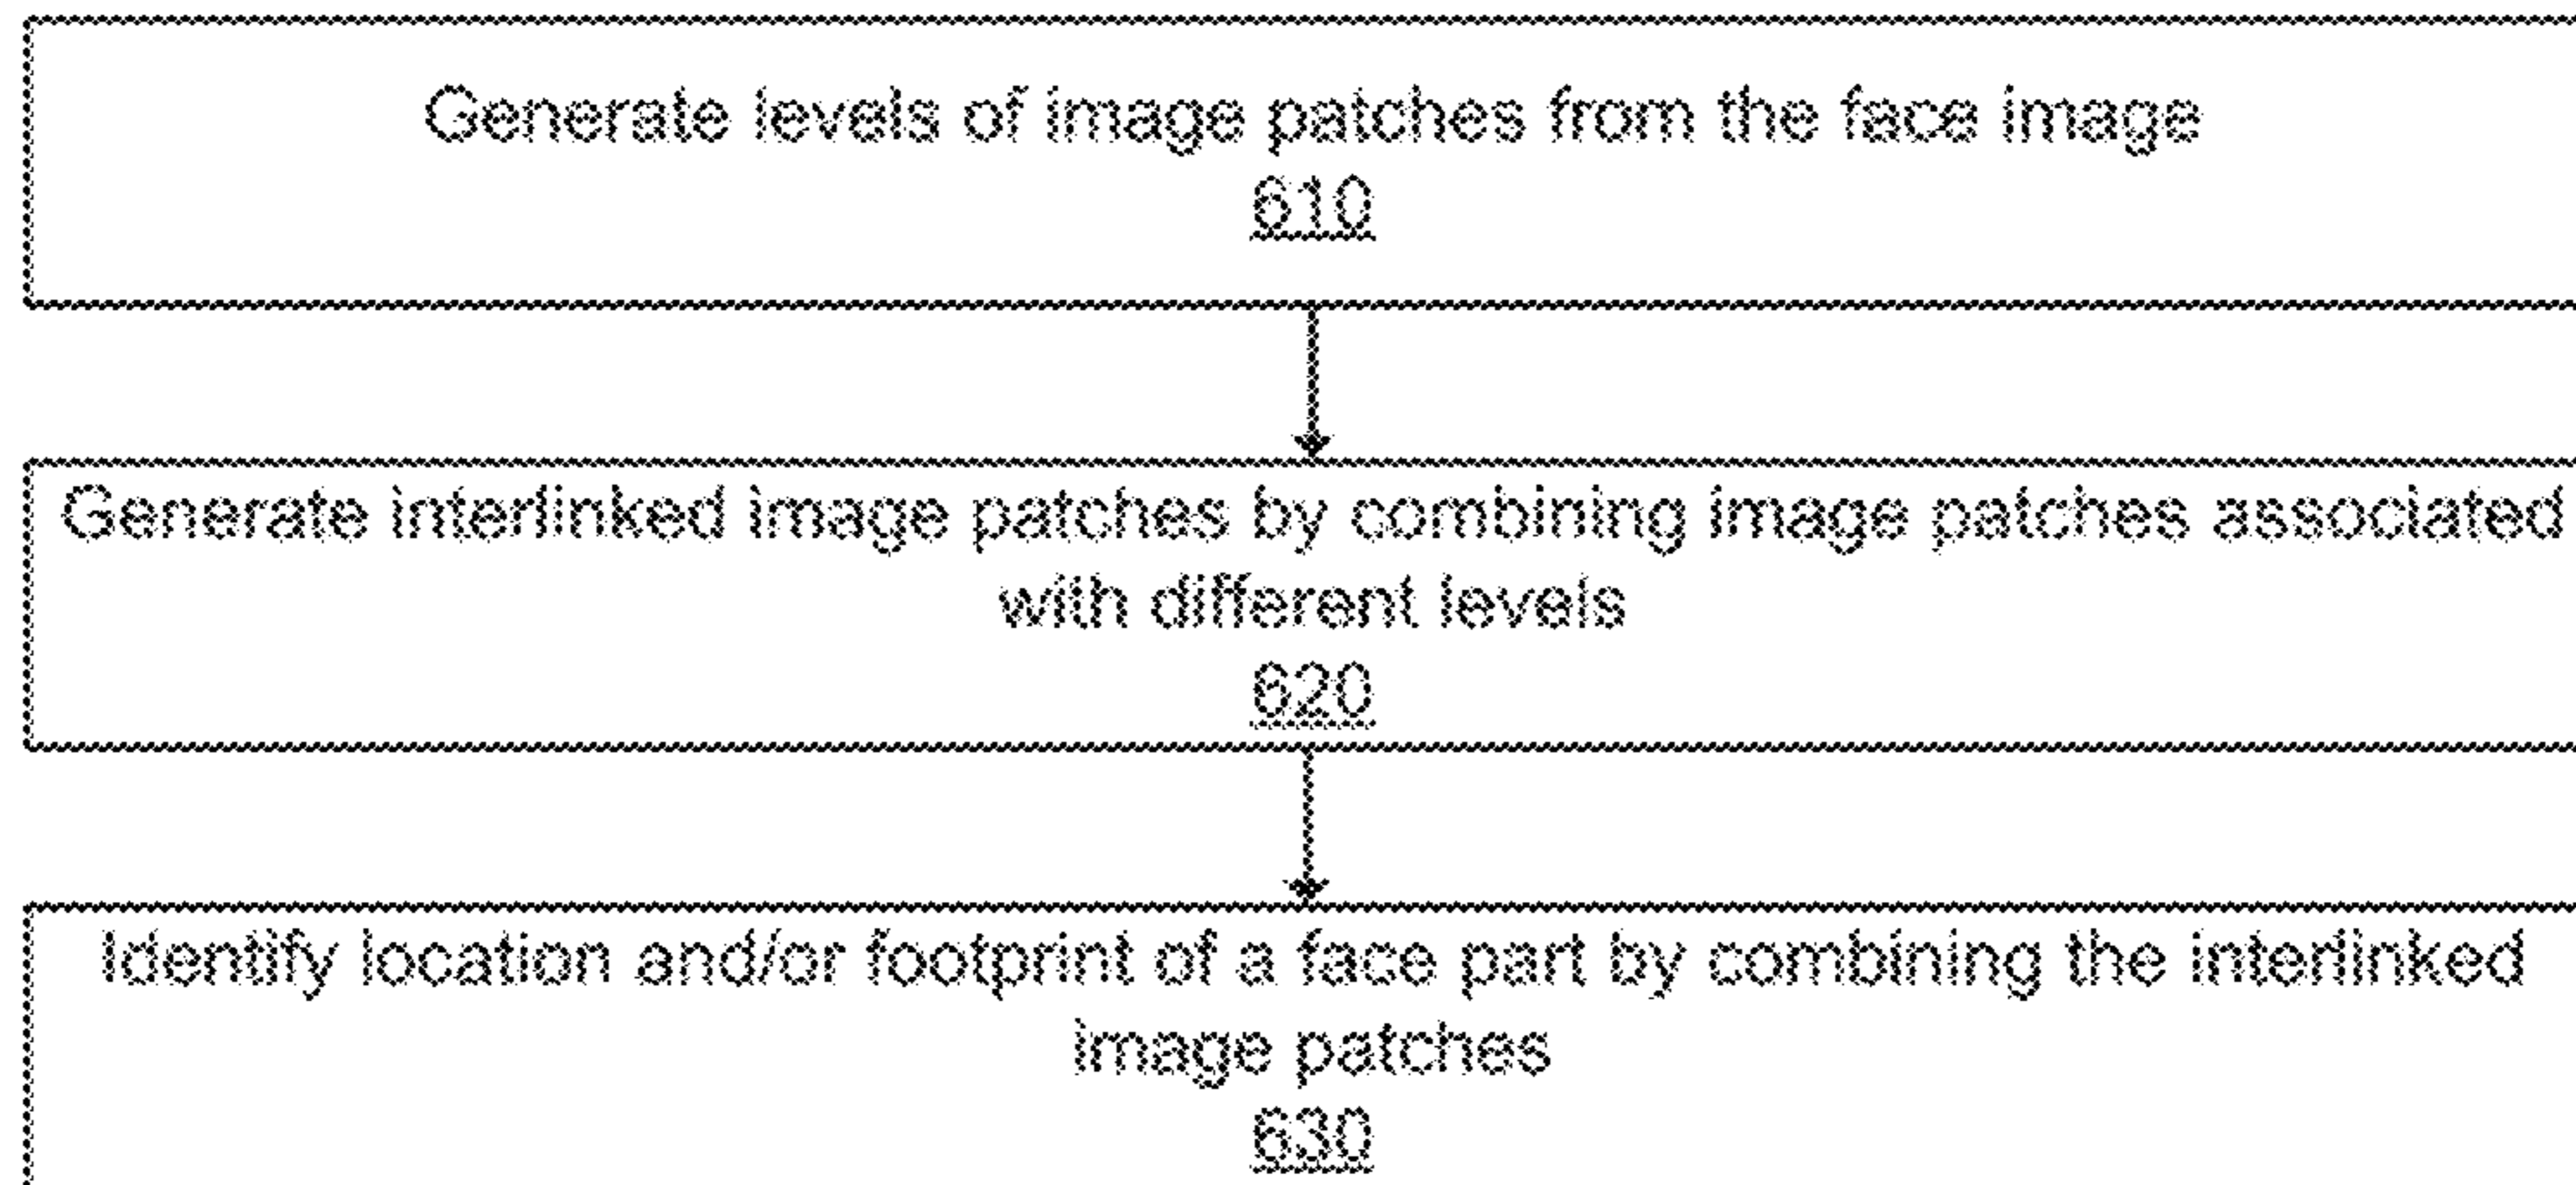 Generate levels of image patches from the face image
610
Generate interlinked image patches by combining image patches associated
with different levels
620
Identify location and/or footprint of a face part by combining the interlinked
image patches
630